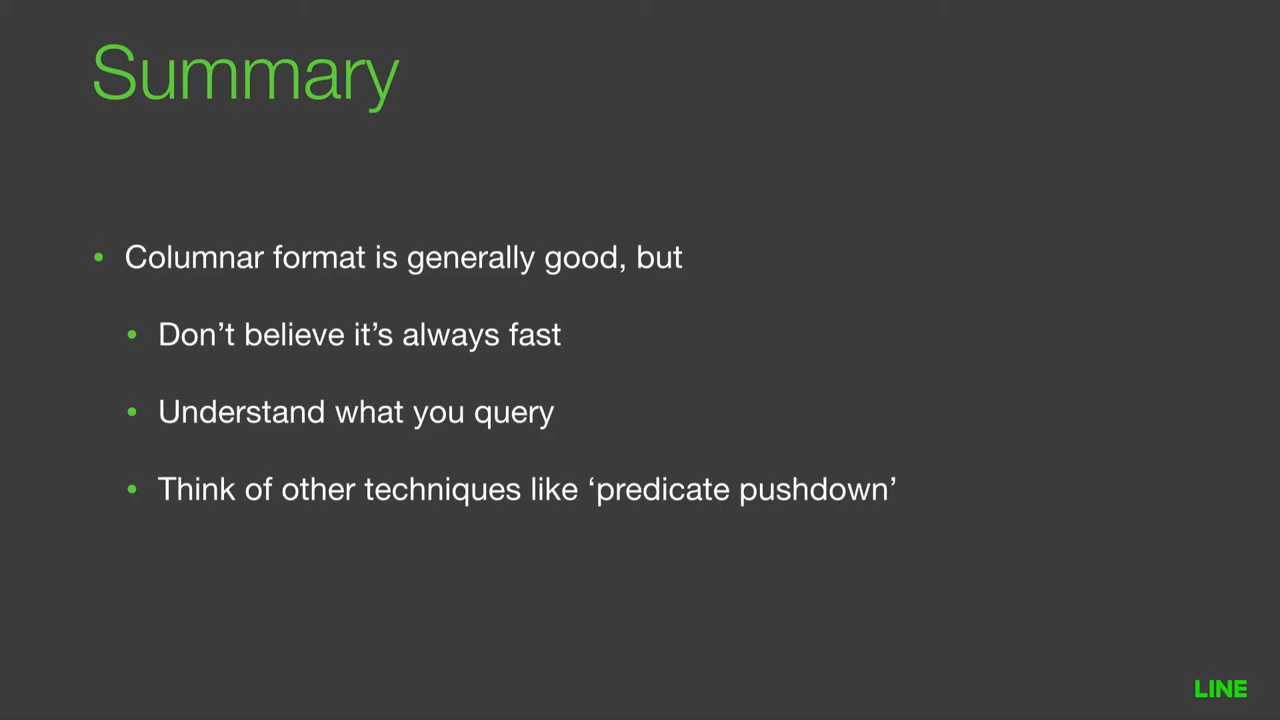 Summary
• Columnar format is generally good, but
• Don’t believe it’s always fast
• Understand what you query
• Think of other techniques like ‘predicate pushdown’
LINE